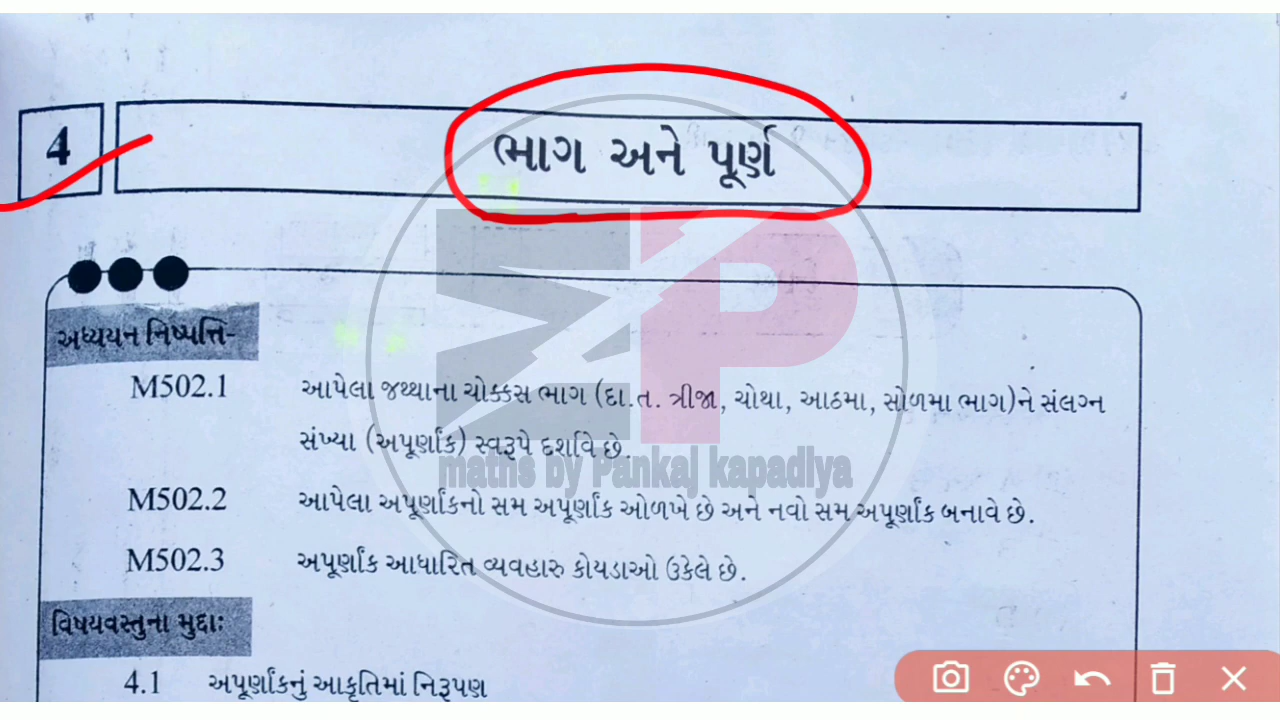 4
ભાગ અને પૂર્ણ
અધ્યયન નિષ્પત્તિ-
M502.1 આપેલા જથ્થાના ચોક્કસ ભાગ (દા.ત. ત્રીજા, ચોથા, આઠમા, સોળમા ભાગ)ને સંલગ્ન
સંખ્યા (અપૂર્ણાંક) સ્વરૂપે દર્શાવે છે.
MP
maths by Pankaj kapadiya
M502.2 આપેલા અપૂર્ણાંકનો સમ અપૂર્ણાંક ઓળખે છે અને નવો સમ અપૂર્ણાંક બનાવે છે.
M502.3 અપૂર્ણાંક આધારિત વ્યવહારુ કોયડાઓ ઉકેલે છે.
વિષયવસ્તુના મુદ્દાઃ
4.1 અપૂર્ણાંકનું આકૃતિમાં નિરૂપણ